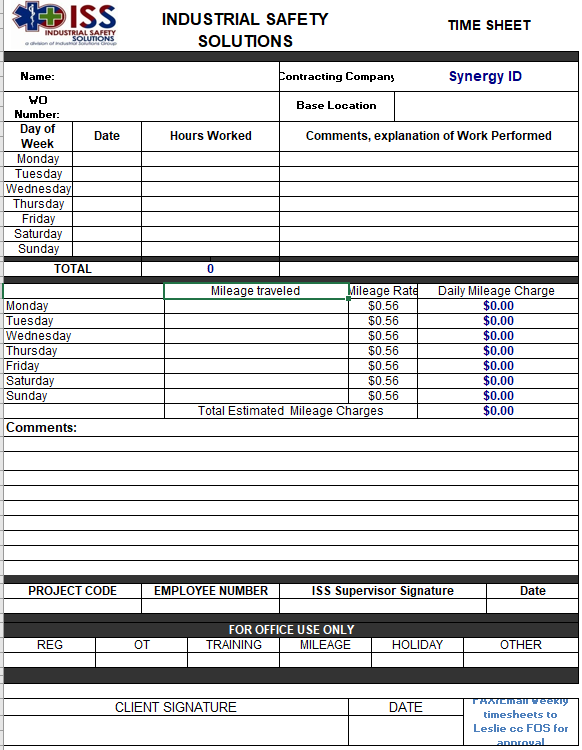 ISS
INDUSTRIAL SAFETY
SOLUTIONS
a division of Industrial Solutions Group
INDUSTRIAL SAFETY
SOLUTIONS
TIME SHEET
Name:
Contracting Company
Synergy ID
WO
Number:
Base Location
Day of
Week
Date
Hours Worked
Comments, explanation of Work Performed
Monday
Tuesday
Wednesday
Thursday
Friday
Saturday
Sunday
TOTAL 0
Mileage traveled Mileage Rate Daily Mileage Charge
Monday $0.56 $0.00
Tuesday $0.56 $0.00
Wednesday $0.56 $0.00
Thursday $0.56 $0.00
Friday $0.56 $0.00
Saturday $0.56 $0.00
Sunday $0.56 $0.00
Total Estimated Mileage Charges $0.00
Comments:
PROJECT CODE EMPLOYEE NUMBER ISS Supervisor Signature Date
FOR OFFICE USE ONLY
REG OT TRAINING MILEAGE HOLIDAY OTHER
CLIENT SIGNATURE DATE
FAX/Email weekly
timesheets to
Leslie cc FOS for
approval